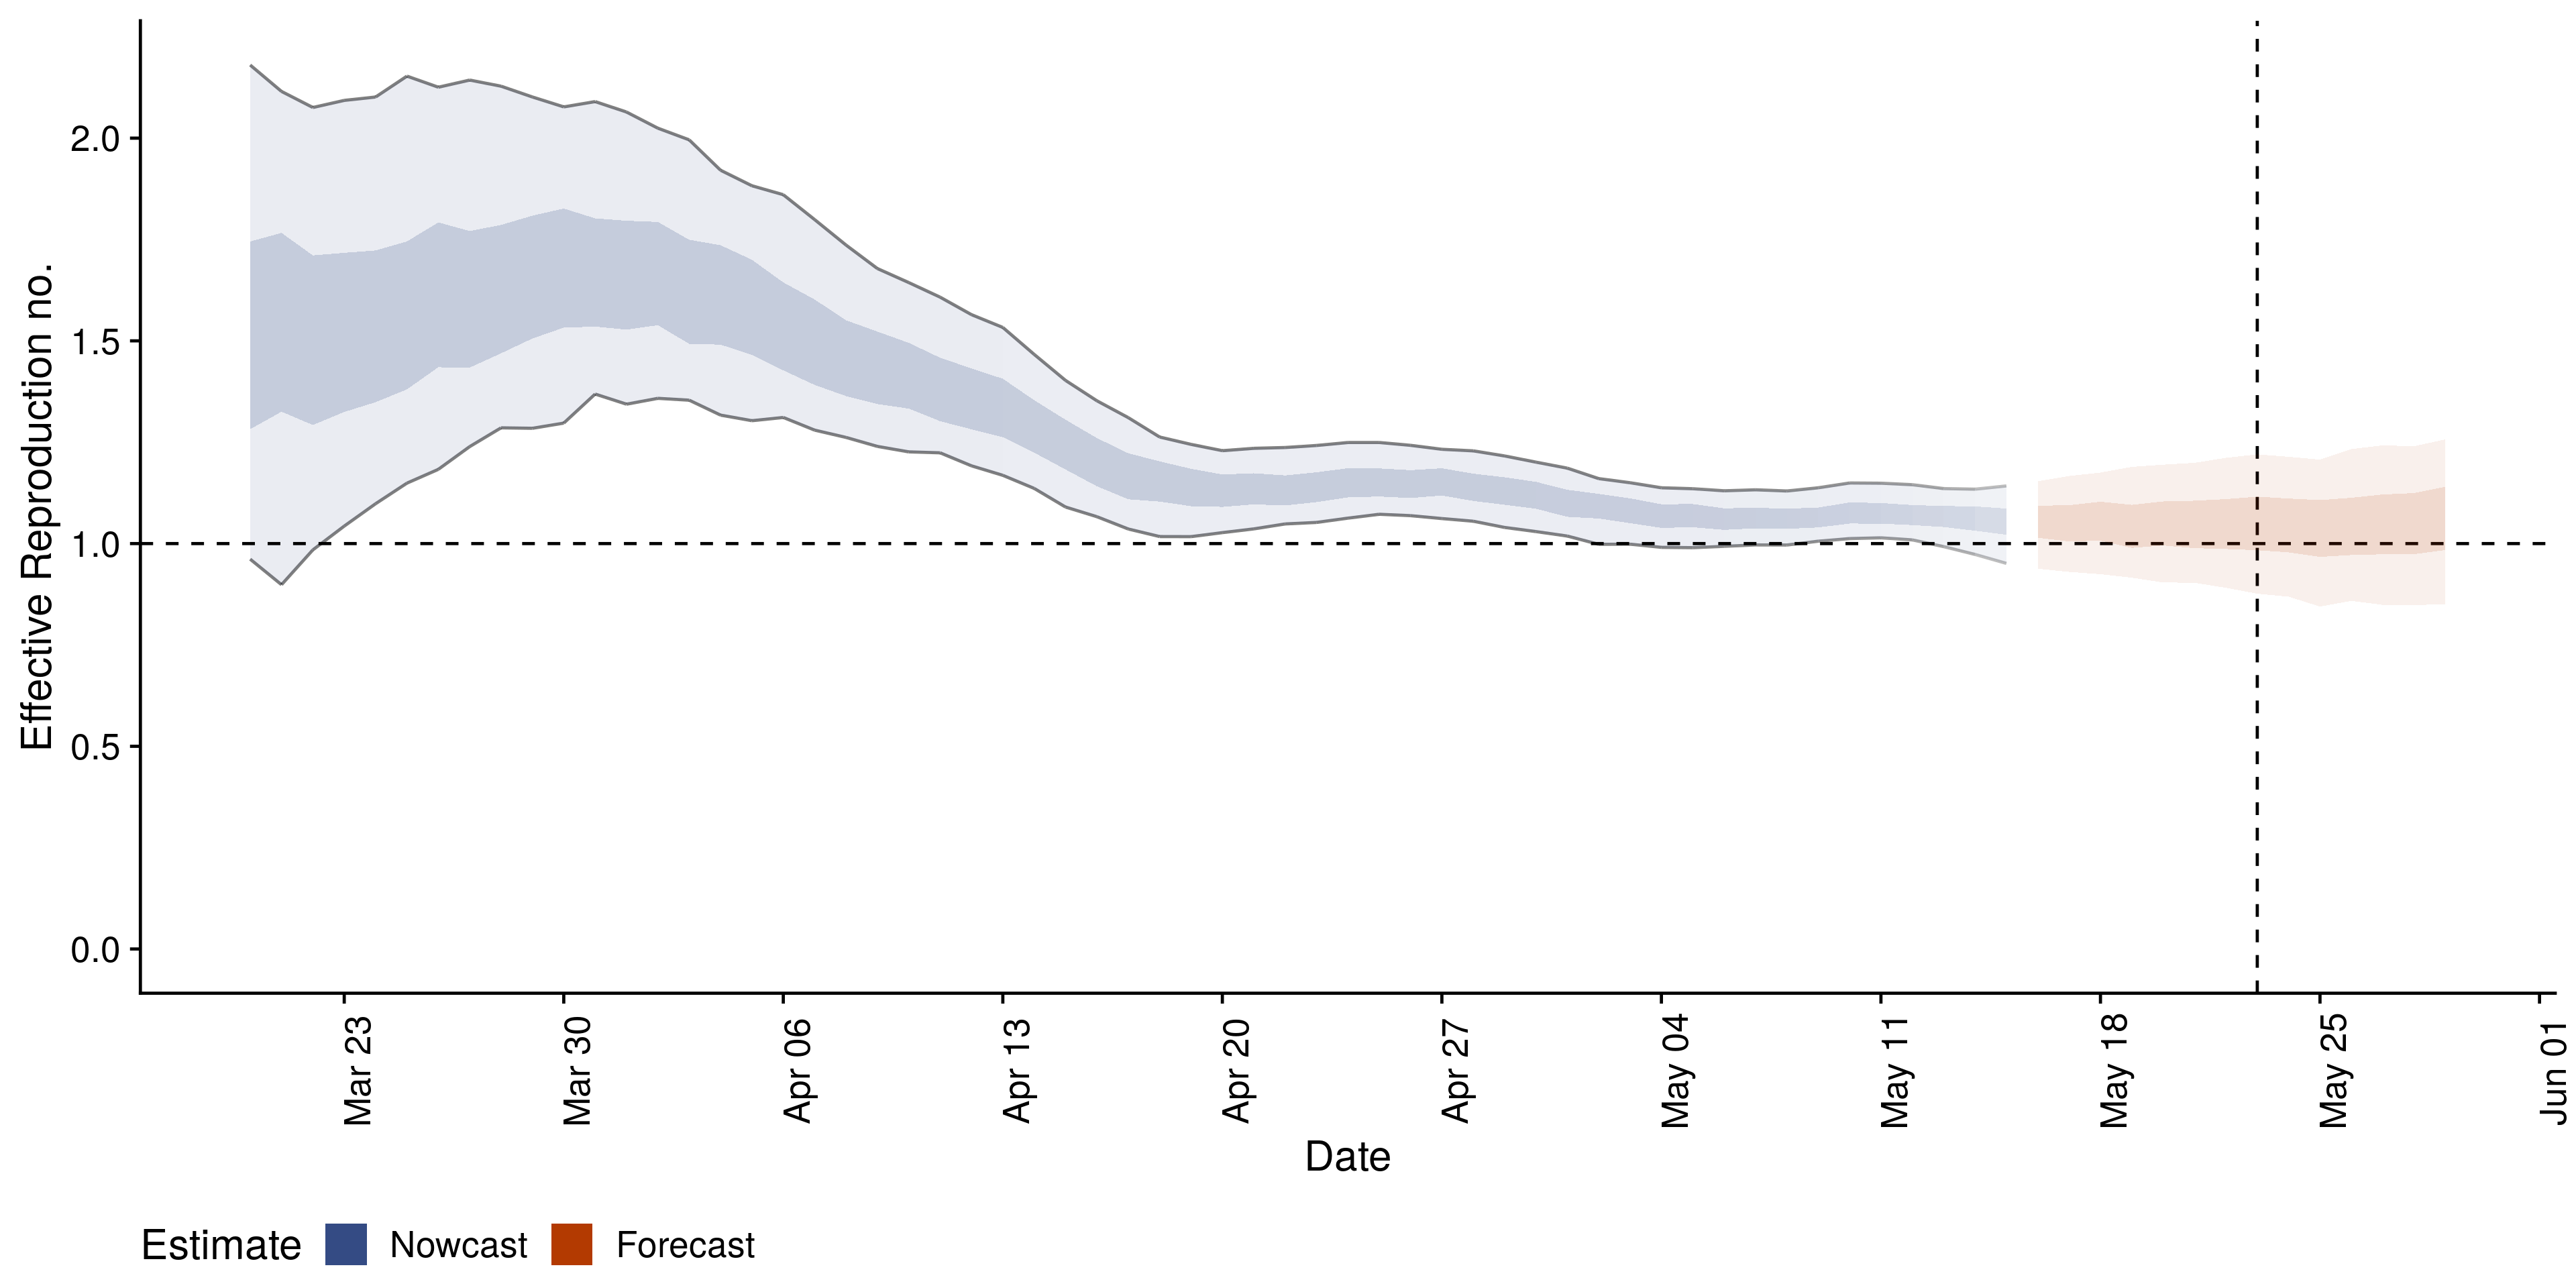 Effective Reproduction no.
2.0
1.5
1.0
0.5
0.0
Mar 23
Mar 30
Apr 06
Apr 13
Apr 20
Apr 27
May 04
May 11
May 18
May 25
Jun 01
Date
Estimate Nowcast Forecast